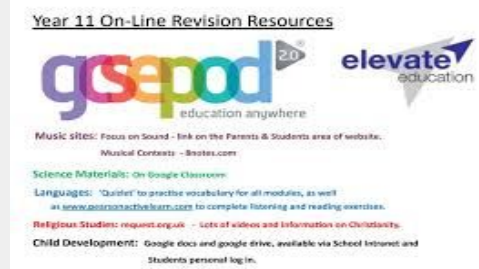 Year 11 On-Line Revision Resources
gcsepod 2.0
education anywhere
elevate
education
Music sites: Focus on Sound - link on the Parents & Students area of website.
Musical Contexts - 8notes.com
Science Materials: On Google Classroom
Languages: 'Quizlet' to practise vocabulary for all modules, as well
as www.pearsonactivelearn.com to complete listening and reading exercises.
Religious Studies: request.org.uk - Lots of videos and information on Christianity.
Child Development: Google docs and google drive, available via School Intranet and
Students personal log in.